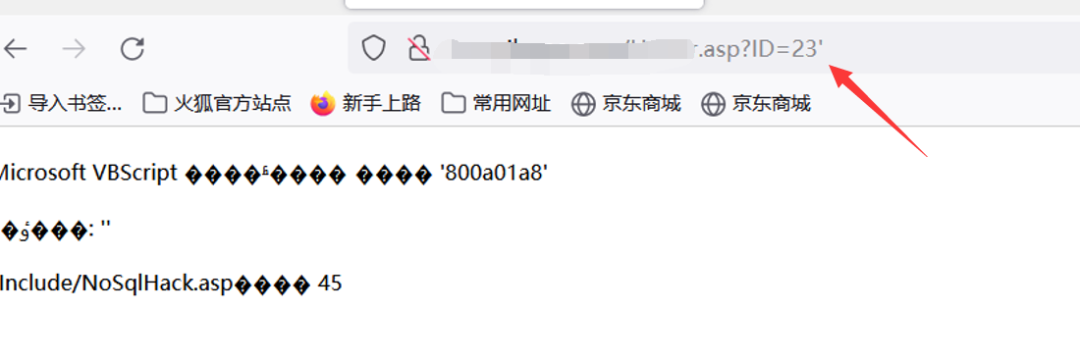 .asp?ID=23'
导入书签... 火狐官方站点 新手上路 常用网址 京东商城 京东商城
Microsoft VBScript '800a01a8'
: ''
Include/NoSqlHack.asp 45